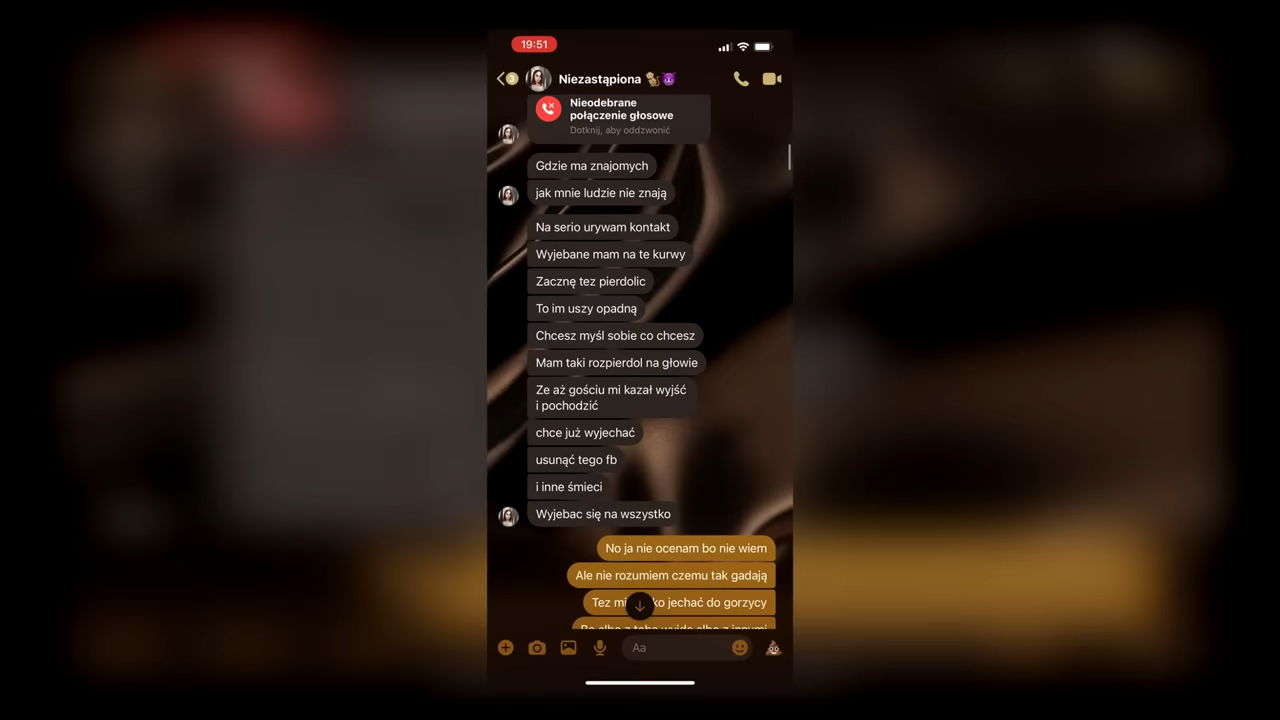 19:51
3
Niezastąpiona
Nieodebrane
połączenie głosowe
Dotknij, aby oddzwonić
Gdzie ma znajomych
jak mnie ludzie nie znają
Na serio urywam kontakt
Wyjebane mam na te kurwy
Zacznę tez pierdolic
To im uszy opadną
Chcesz myśl sobie co chcesz
Mam taki rozpierdol na głowie
Ze aż gościu mi kazał wyjść
i pochodzić
chce już wyjechać
usunąć tego fb
i inne śmieci
Wyjebac się na wszystko
No ja nie ocenam bo nie wiem
Ale nie rozumiem czemu tak gadają
Tez jechać do gorzycy
Aa